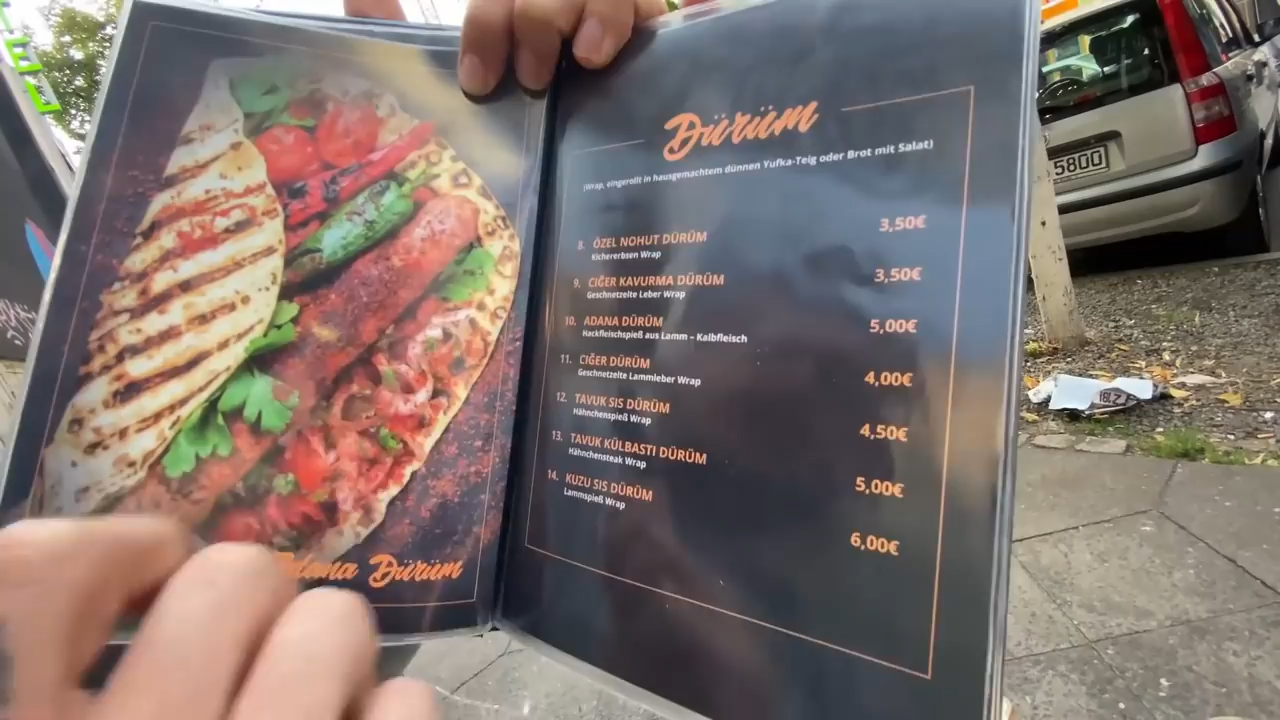 Adana Dürüm
Dürüm
(Wrap, eingerollt in hausgemachtem dünnen Yufka-Teig oder Brot mit Salat)
8. ÖZEL NOHUT DÜRÜM 3,50€
Kichererbsen Wrap
9. CIĞER KAVURMA DÜRÜM 3,50€
Geschnetzelte Leber Wrap
10. ADANA DÜRÜM 5,00€
Hackfleischspieß aus Lamm – Kalbfleisch
11. CIĞER DÜRÜM 4,00€
Geschnetzelte Lammleber Wrap
12. TAVUK SIS DÜRÜM 4,50€
Hähnchenspieß Wrap
13. TAVUK KÜLBASTI DÜRÜM 5,00€
Hähnchensteak Wrap
14. KUZU SIS DÜRÜM 6,00€
Lammspieß Wrap
5800